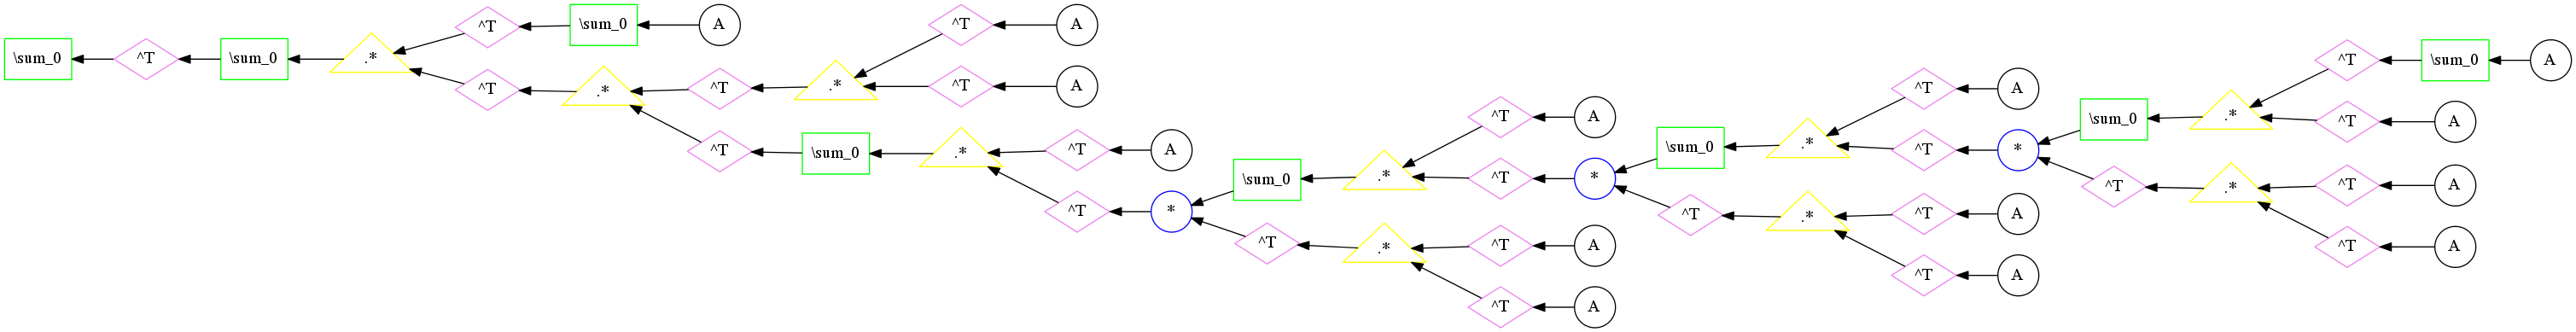 \sum_0 ^T \sum_0 .* ^T \sum_0 A
^T .* ^T .* ^T A
^T A
^T \sum_0 .* ^T A
^T * \sum_0 .* ^T A
^T * \sum_0 .* ^T A
^T * \sum_0 .* ^T \sum_0 A
^T A
^T .* ^T A
^T A
^T .* ^T A
^T A
^T .* ^T A
^T A